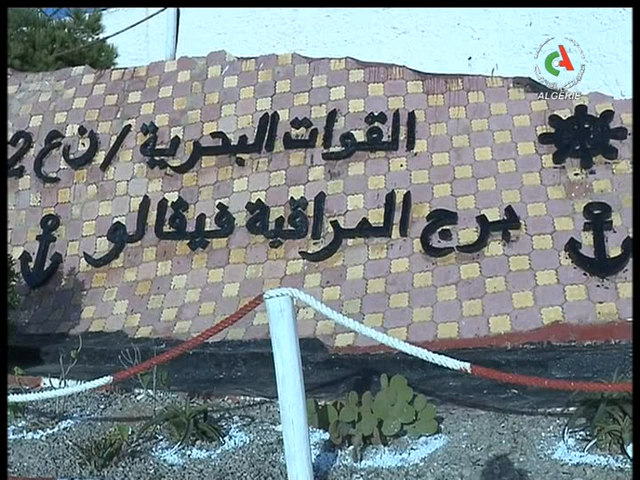 القوات البحرية / ن ع 2
برج المراقبة فيقالو
ALGERIE